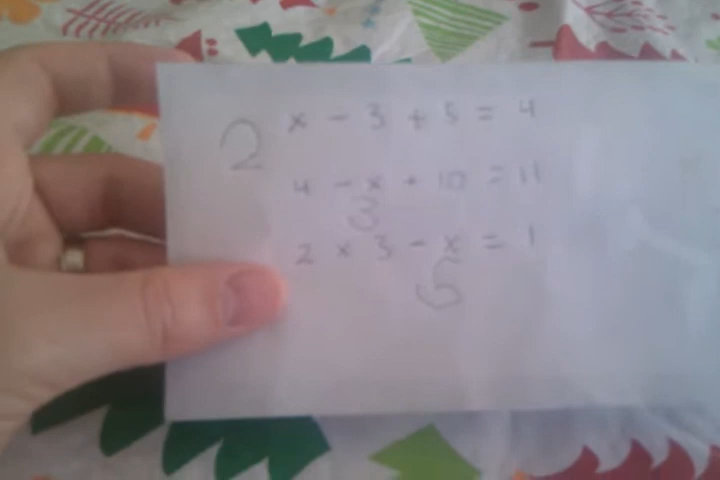 2 x - 3 + 5 = 4
4 - x + 10 = 11
3
2 x 3 - x = 1
5